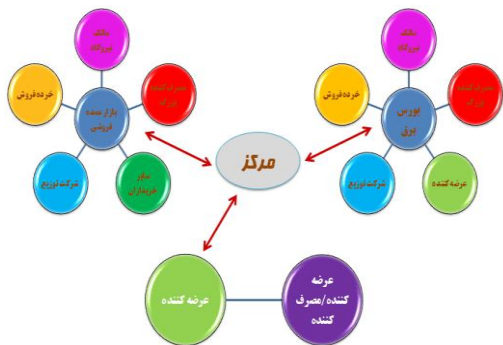 مالک
نیروگاه
خرده فروش
مصرف کننده
بزرگ
بازار عمده
فروشی
شرکت توزیع
سایر
خریداران
مرکز
مالک
نیروگاه
خرده فروش
مصرف کننده
بزرگ
بورس
برق
شرکت توزیع
عرضه کننده
عرضه کننده
عرضه
کننده/مصرف
کننده